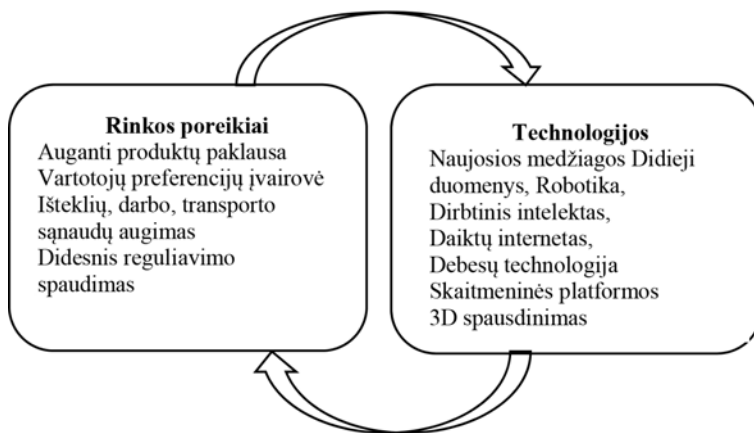 Rinkos poreikiai
Auganti produktų paklausa
Vartotojų preferencijų įvairovė
Išteklių, darbo, transporto
sąnaudų augimas
Didesnis reguliavimo
spaudimas
Technologijos
Naujosios medžiagos Didieji
duomenys, Robotika,
Dirbtinis intelektas,
Daiktų internetas,
Debesų technologija
Skaitmeninės platformos
3D spausdinimas